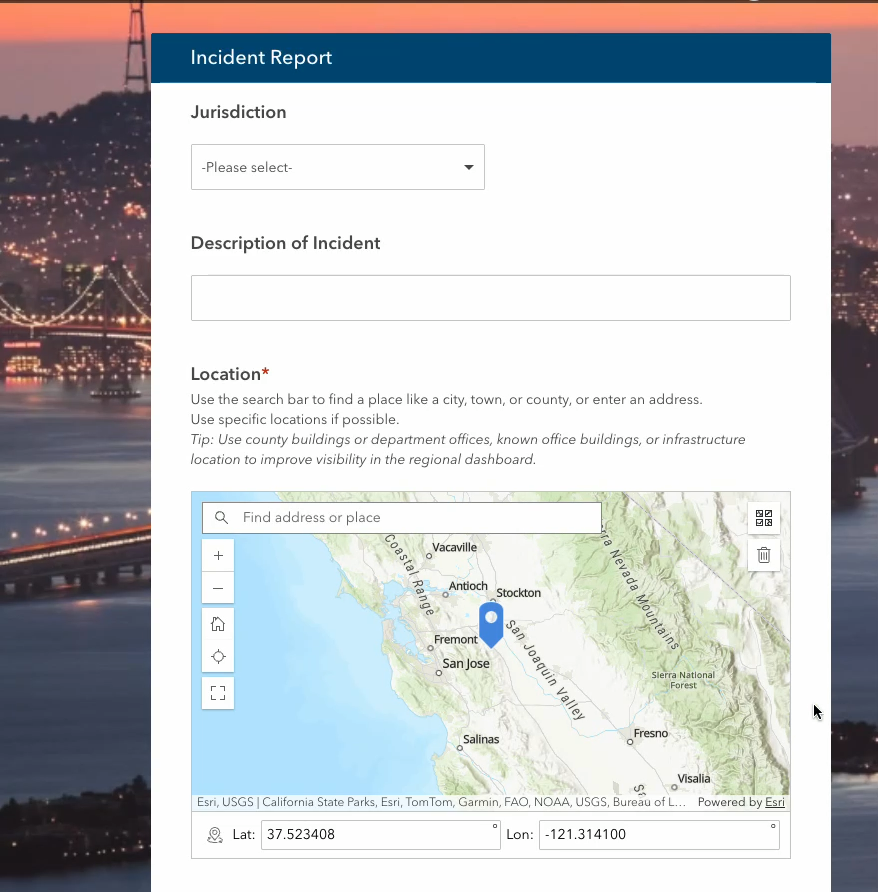 Incident Report
Jurisdiction
-Please select-
Description of Incident
Location*
Use the search bar to find a place like a city, town, or county, or enter an address.
Use specific locations if possible.
Tip: Use county buildings or department offices, known office buildings, or infrastructure
location to improve visibility in the regional dashboard.
Find address or place
Coastal Range
Vacaville
Sierra Nevada Mountains
Antioch
Stockton
Fremont
San Joaquin Valley
San Jose
Sierra National
Forest
Salinas
Fresno
Visalia
Esri, USGS | California State Parks, Esri, TomTom, Garmin, FAO, NOAA, USGS, Bureau of L... Powered by Esri
Lat: 37.523408 ° Lon: -121.314100 °